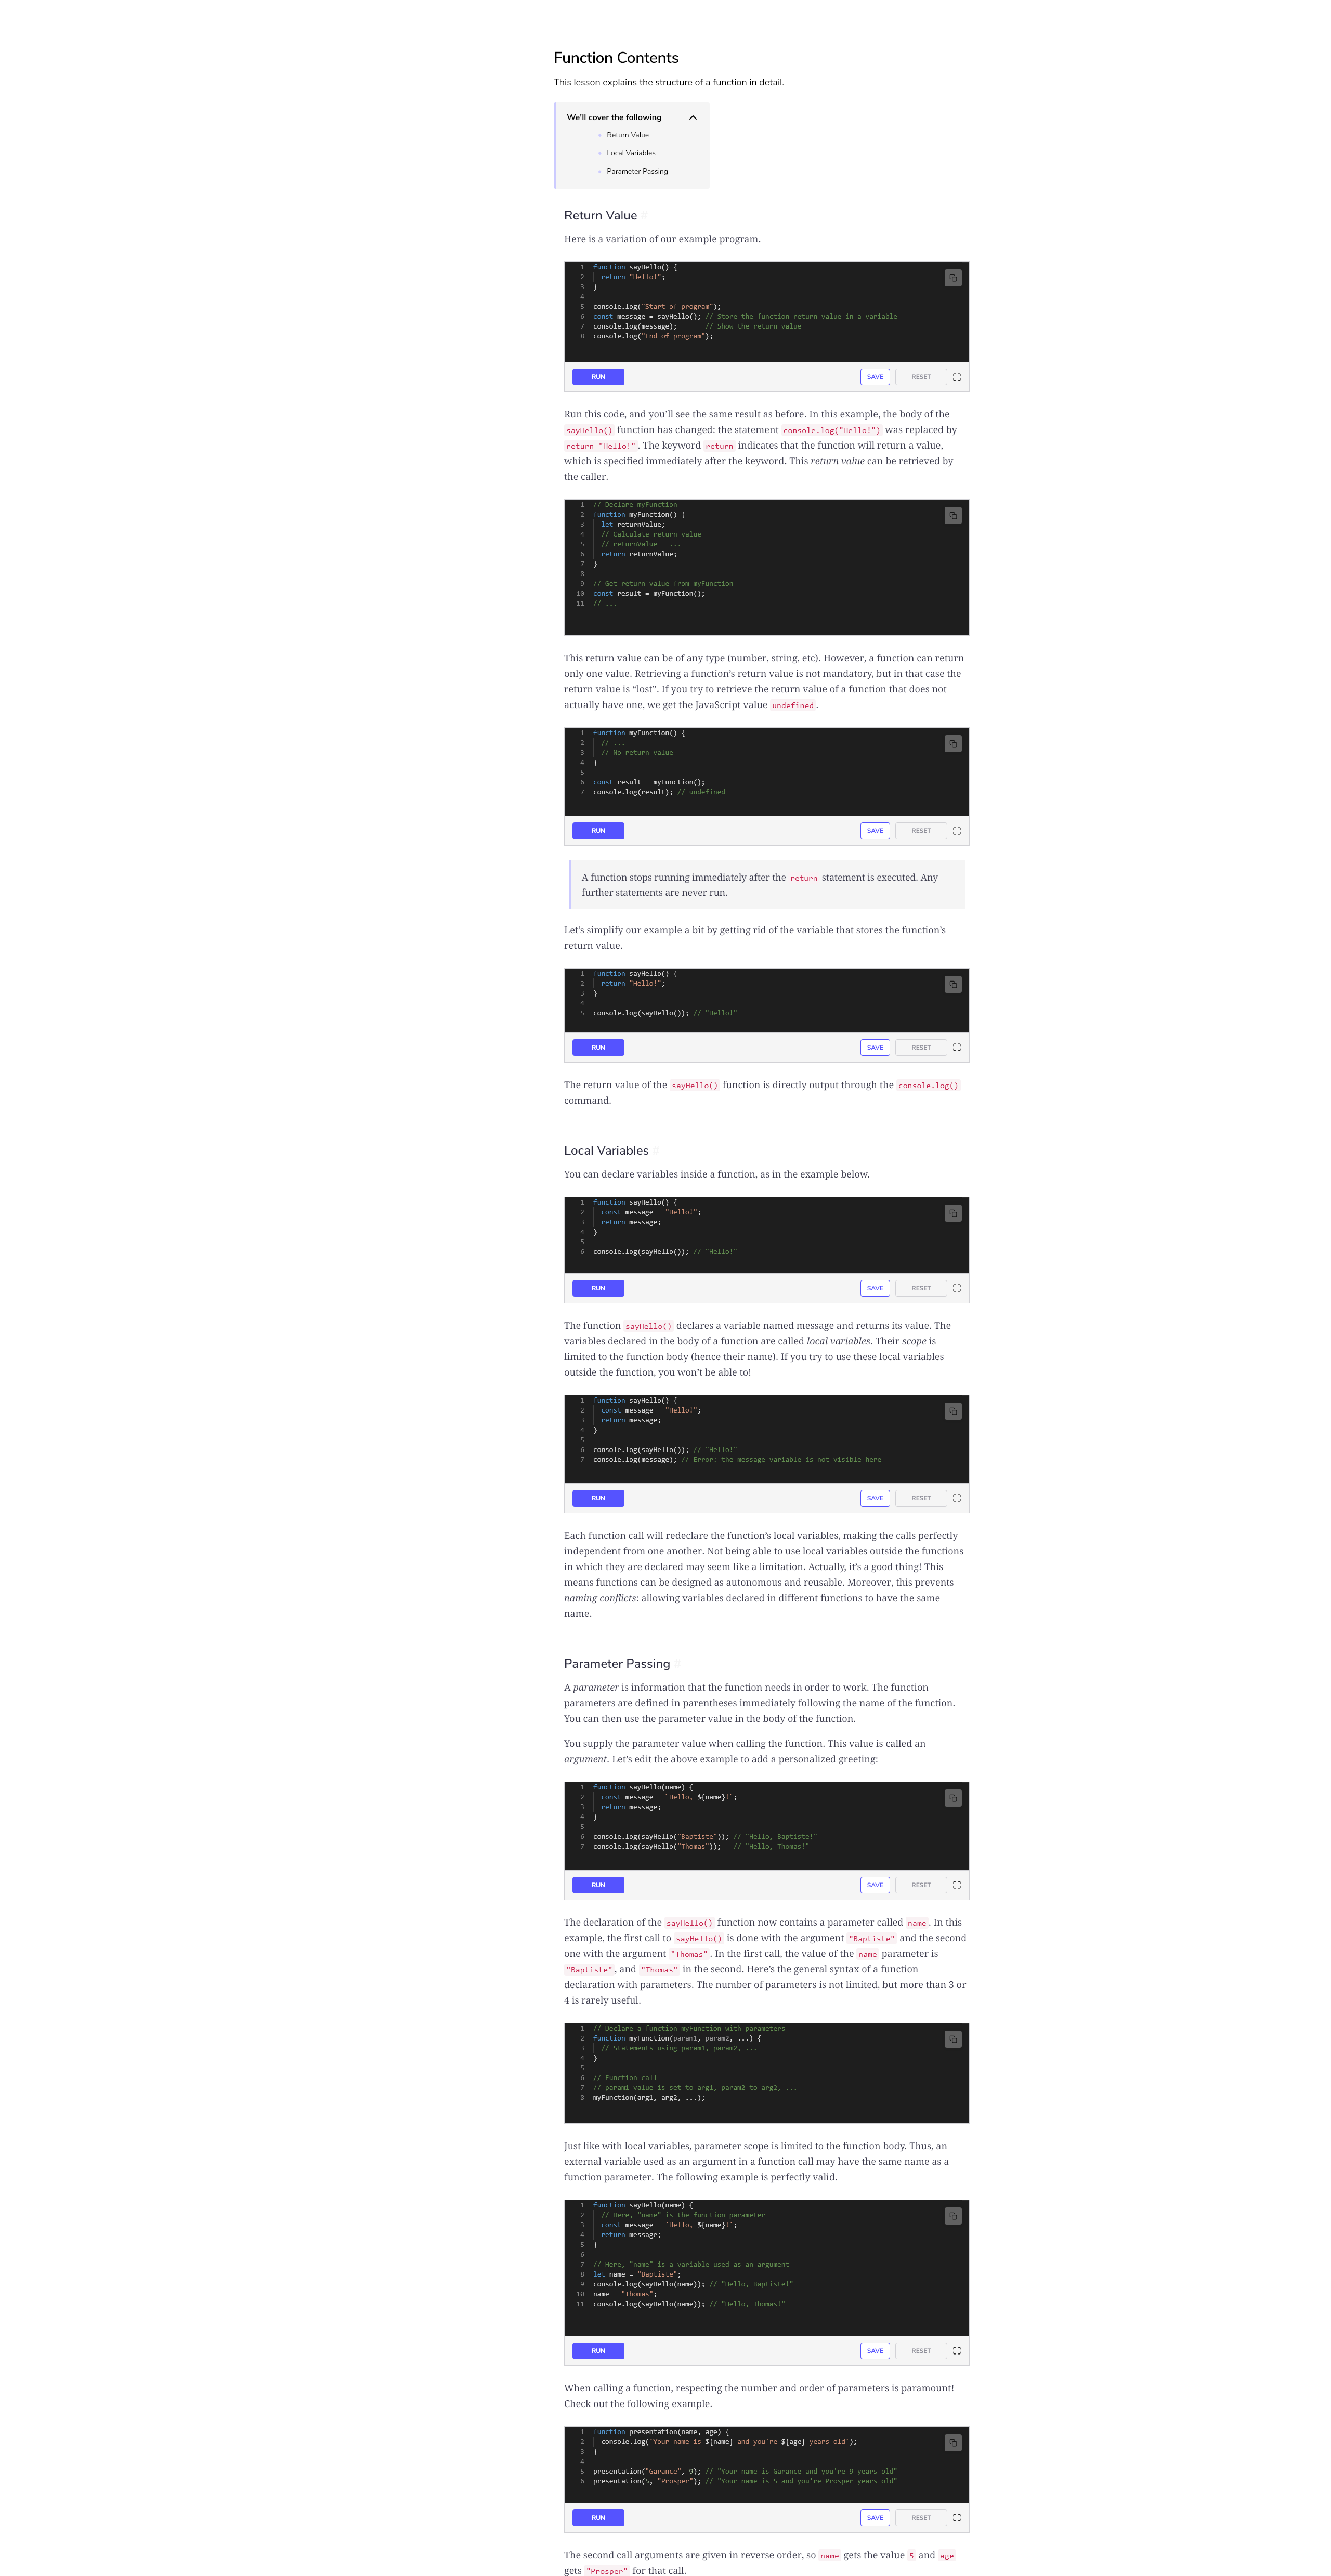 Function Contents
This lesson explains the structure of a function in detail.
We'll cover the following
Return Value
Local Variables
Parameter Passing
Return Value #
Here is a variation of our example program.
1 function sayHello() {
2 return "Hello!";
3 }
4
5 console.log("Start of program");
6 const message = sayHello(); // Store the function return value in a variable
7 console.log(message); // Show the return value
8 console.log("End of program");
RUN SAVE RESET
Run this code, and you’ll see the same result as before. In this example, the body of the
sayHello() function has changed: the statement console.log("Hello!") was replaced by
return "Hello!". The keyword return indicates that the function will return a value,
which is specified immediately after the keyword. This return value can be retrieved by
the caller.
1 // Declare myFunction
2 function myFunction() {
3 let returnValue;
4 // Calculate return value
5 // returnValue = ...
6 return returnValue;
7 }
8
9 // Get return value from myFunction
10 const result = myFunction();
11 // ...
This return value can be of any type (number, string, etc). However, a function can return
only one value. Retrieving a function’s return value is not mandatory, but in that case the
return value is “lost”. If you try to retrieve the return value of a function that does not
actually have one, we get the JavaScript value undefined.
1 function myFunction() {
2 // ...
3 // No return value
4 }
5
6 const result = myFunction();
7 console.log(result); // undefined
RUN SAVE RESET
A function stops running immediately after the return statement is executed. Any
further statements are never run.
Let’s simplify our example a bit by getting rid of the variable that stores the function’s
return value.
1 function sayHello() {
2 return "Hello!";
3 }
4
5 console.log(sayHello()); // "Hello!"
RUN SAVE RESET
The return value of the sayHello() function is directly output through the console.log()
command.
Local Variables #
You can declare variables inside a function, as in the example below.
1 function sayHello() {
2 const message = "Hello!";
3 return message;
4 }
5
6 console.log(sayHello()); // "Hello!"
RUN SAVE RESET
The function sayHello() declares a variable named message and returns its value. The
variables declared in the body of a function are called local variables. Their scope is
limited to the function body (hence their name). If you try to use these local variables
outside the function, you won’t be able to!
1 function sayHello() {
2 const message = "Hello!";
3 return message;
4 }
5
6 console.log(sayHello()); // "Hello!"
7 console.log(message); // Error: the message variable is not visible here
RUN SAVE RESET
Each function call will redeclare the function’s local variables, making the calls perfectly
independent from one another. Not being able to use local variables outside the functions
in which they are declared may seem like a limitation. Actually, it’s a good thing! This
means functions can be designed as autonomous and reusable. Moreover, this prevents
naming conflicts: allowing variables declared in different functions to have the same
name.
Parameter Passing #
A parameter is information that the function needs in order to work. The function
parameters are defined in parentheses immediately following the name of the function.
You can then use the parameter value in the body of the function.
You supply the parameter value when calling the function. This value is called an
argument. Let’s edit the above example to add a personalized greeting:
1 function sayHello(name) {
2 const message = `Hello, ${name}!`;
3 return message;
4 }
5
6 console.log(sayHello("Baptiste")); // "Hello, Baptiste!"
7 console.log(sayHello("Thomas")); // "Hello, Thomas!"
RUN SAVE RESET
The declaration of the sayHello() function now contains a parameter called name. In this
example, the first call to sayHello() is done with the argument "Baptiste" and the second
one with the argument "Thomas". In the first call, the value of the name parameter is
"Baptiste", and "Thomas" in the second. Here’s the general syntax of a function
declaration with parameters. The number of parameters is not limited, but more than 3 or
4 is rarely useful.
1 // Declare a function myFunction with parameters
2 function myFunction(param1, param2, ...) {
3 // Statements using param1, param2, ...
4 }
5
6 // Function call
7 // param1 value is set to arg1, param2 to arg2, ...
8 myFunction(arg1, arg2, ...);
Just like with local variables, parameter scope is limited to the function body. Thus, an
external variable used as an argument in a function call may have the same name as a
function parameter. The following example is perfectly valid.
1 function sayHello(name) {
2 // Here, "name" is the function parameter
3 const message = `Hello, ${name}!`;
4 return message;
5 }
6
7 // Here, "name" is a variable used as an argument
8 let name = "Baptiste";
9 console.log(sayHello(name)); // "Hello, Baptiste!"
10 name = "Thomas";
11 console.log(sayHello(name)); // "Hello, Thomas!"
RUN SAVE RESET
When calling a function, respecting the number and order of parameters is paramount!
Check out the following example.
1 function presentation(name, age) {
2 console.log(`Your name is ${name} and you're ${age} years old`);
3 }
4
5 presentation("Garance", 9); // "Your name is Garance and you're 9 years old"
6 presentation(5, "Prosper"); // "Your name is 5 and you're Prosper years old"
RUN SAVE RESET
The second call arguments are given in reverse order, so name gets the value 5 and age
gets "Prosper" for that call.